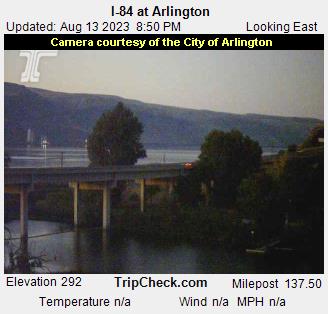 I-84 at Arlington
Updated: Aug 13 2023 8:50 PM Looking East
Camera courtesy of the City of Arlington
Elevation 292 TripCheck.com Milepost 137.50
Temperature n/a Wind n/a MPH n/a